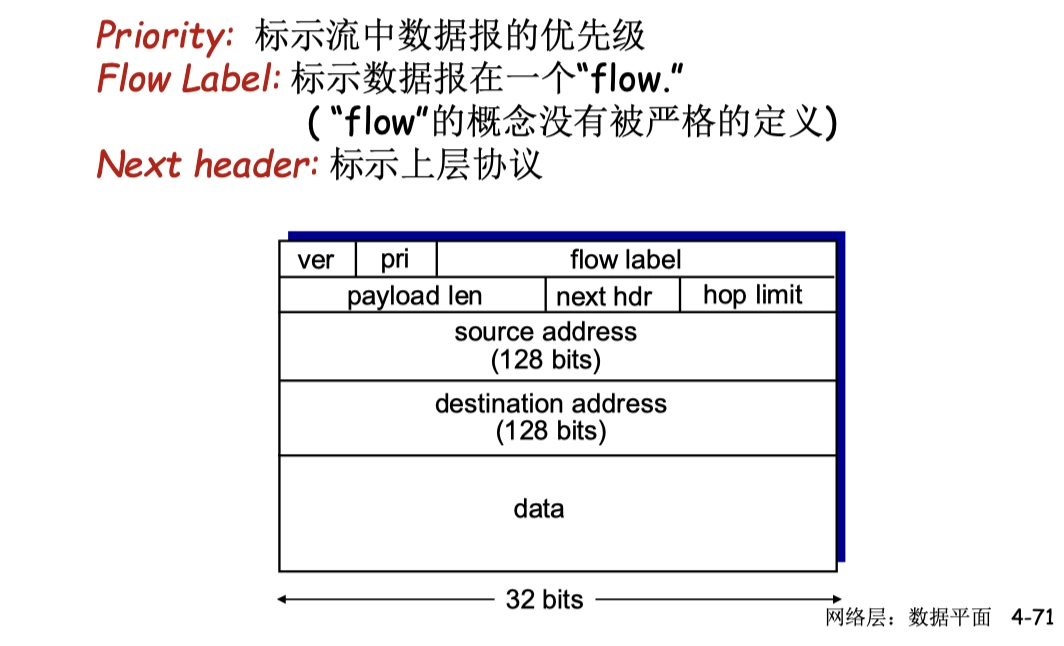 Priority: 标示流中数据报的优先级
Flow Label: 标示数据报在一个“flow.”
( “flow”的概念没有被严格的定义)
Next header: 标示上层协议
ver pri flow label
payload len next hdr hop limit
source address
(128 bits)
destination address
(128 bits)
data
32 bits
网络层：数据平面 4-71